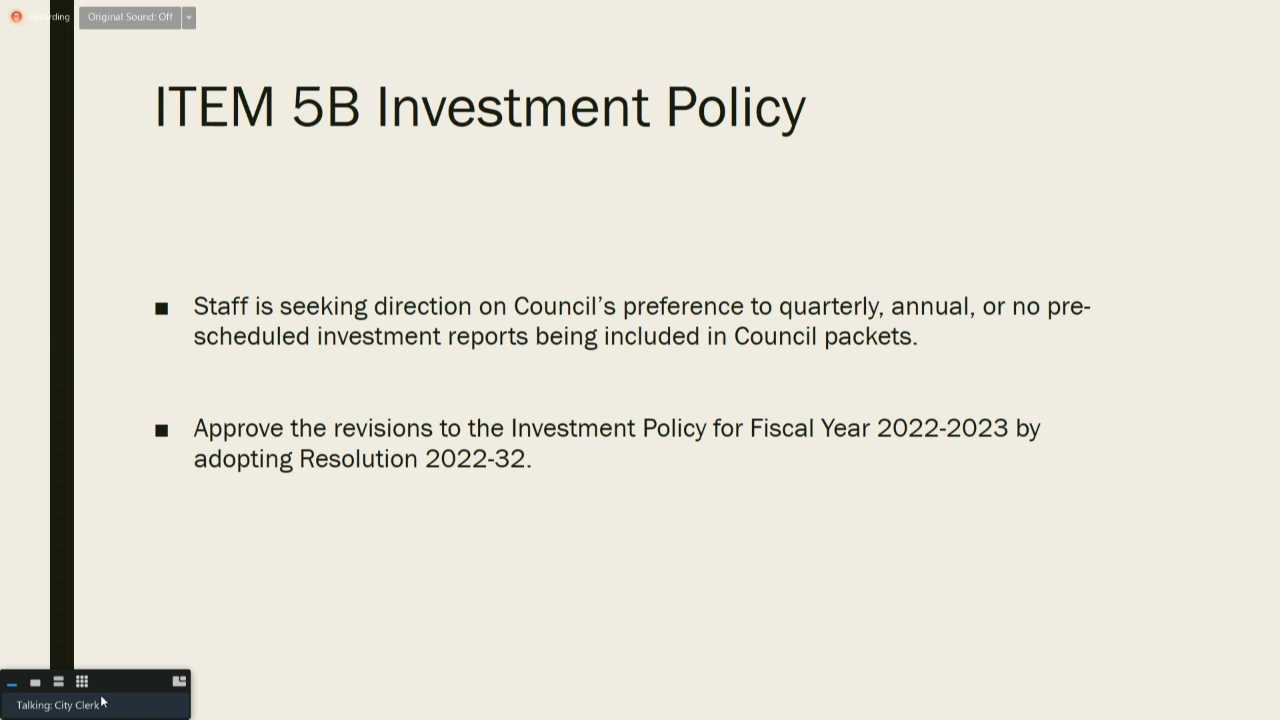 Recording
Original Sound: Off
ITEM 5B Investment Policy
■ Staff is seeking direction on Council’s preference to quarterly, annual, or no pre-
scheduled investment reports being included in Council packets.
■ Approve the revisions to the Investment Policy for Fiscal Year 2022-2023 by
adopting Resolution 2022-32.
Talking: City Clerk